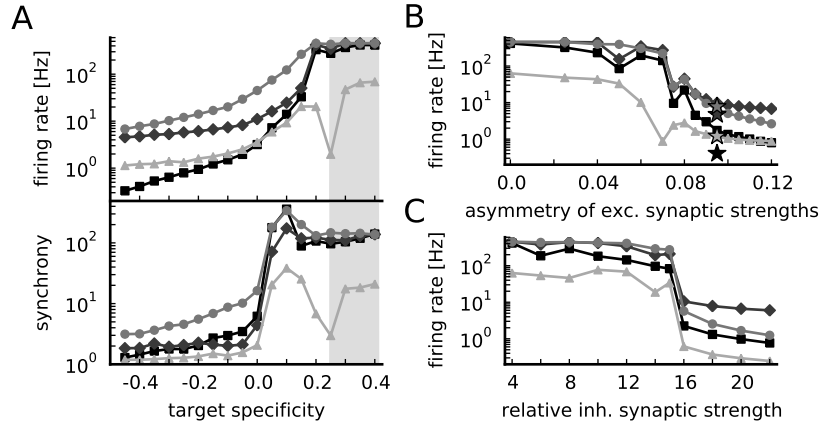 A
firing rate [Hz]
10²
10¹
10⁰
synchrony
10²
10¹
10⁰
-0.4 -0.2 0.0 0.2 0.4
target specificity
B
firing rate [Hz]
10²
10¹
10⁰
0.0 0.04 0.08 0.12
asymmetry of exc. synaptic strengths
C
firing rate [Hz]
10²
10¹
10⁰
4 8 12 16 20
relative inh. synaptic strength